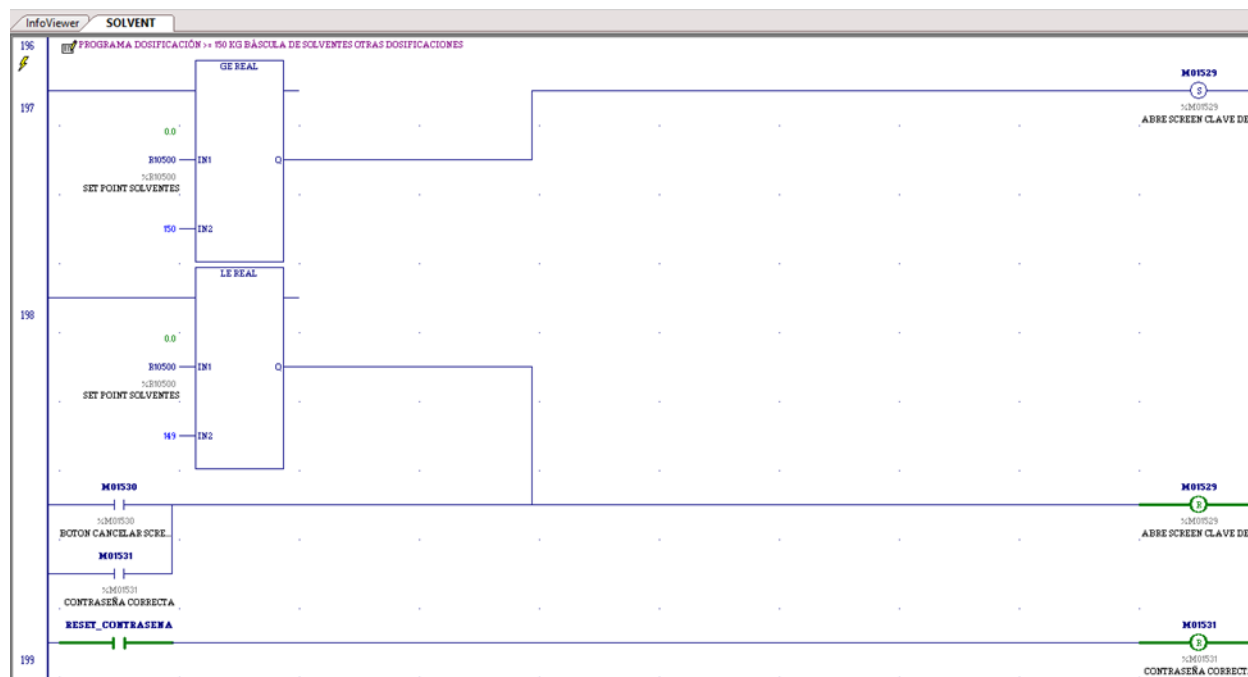 InfoViewer SOLVENT
196 PROGRAMA DOSIFICACIÓN >= 150 KG BÀSCULA DE SOLVENTES OTRAS DOSIFICACIONES
GE REAL
M01529
S
197
%M01529
ABRE SCREEN CLAVE DE
0.0
R10500 IN1 Q
%R10500
SET POINT SOLVENTES
150 IN2
LE REAL
198
0.0
R10500 IN1 Q
%R10500
SET POINT SOLVENTES
149 IN2
M01530 M01529
R
%M01530 %M01529
BOTON CANCELAR SCRE... ABRE SCREEN CLAVE DE
M01531
%M01531
CONTRASEÑA CORRECTA
RESET_CONTRASENA M01531
R
199 %M01531
CONTRASEÑA CORRECT